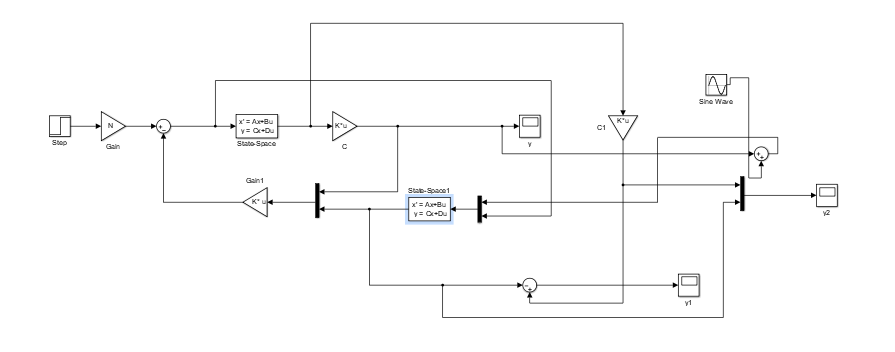 Sine Wave
N
K*u
K*u
C1
x' = Ax+Bu
y = Cx+Du
Step
Gain
State-Space
C
y
Gain1
State-Space1
K* u
x' = Ax+Bu
y = Cx+Du
y2
y1